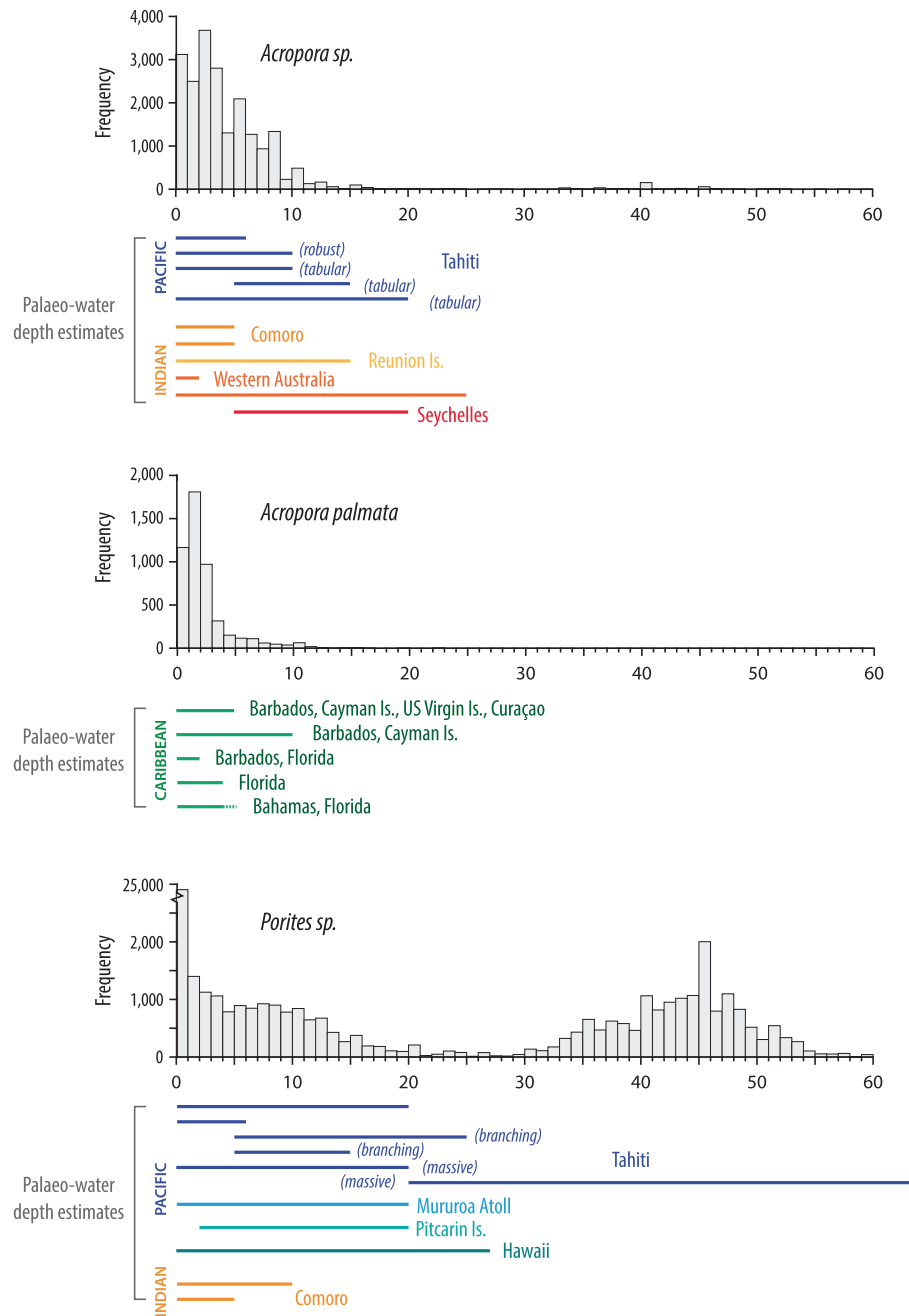 4,000
3,000
2,000
1,000
0
Frequency
Acropora sp.
0 10 20 30 40 50 60
Palaeo-water
depth estimates
PACIFIC
(robust)
(tabular)
Tahiti
(tabular)
(tabular)
INDIAN
Comoro
Reunion Is.
Western Australia
Seychelles
2,000
1,500
1,000
500
0
Frequency
Acropora palmata
0 10 20 30 40 50 60
Palaeo-water
depth estimates
CARIBBEAN
Barbados, Cayman Is., US Virgin Is., Curaçao
Barbados, Cayman Is.
Barbados, Florida
Florida
Bahamas, Florida
25,000
2,000
1,000
0
Frequency
Porites sp.
0 10 20 30 40 50 60
Palaeo-water
depth estimates
PACIFIC
(branching)
(branching)
Tahiti
(massive)
(massive)
Mururoa Atoll
Pitcarin Is.
Hawaii
INDIAN
Comoro